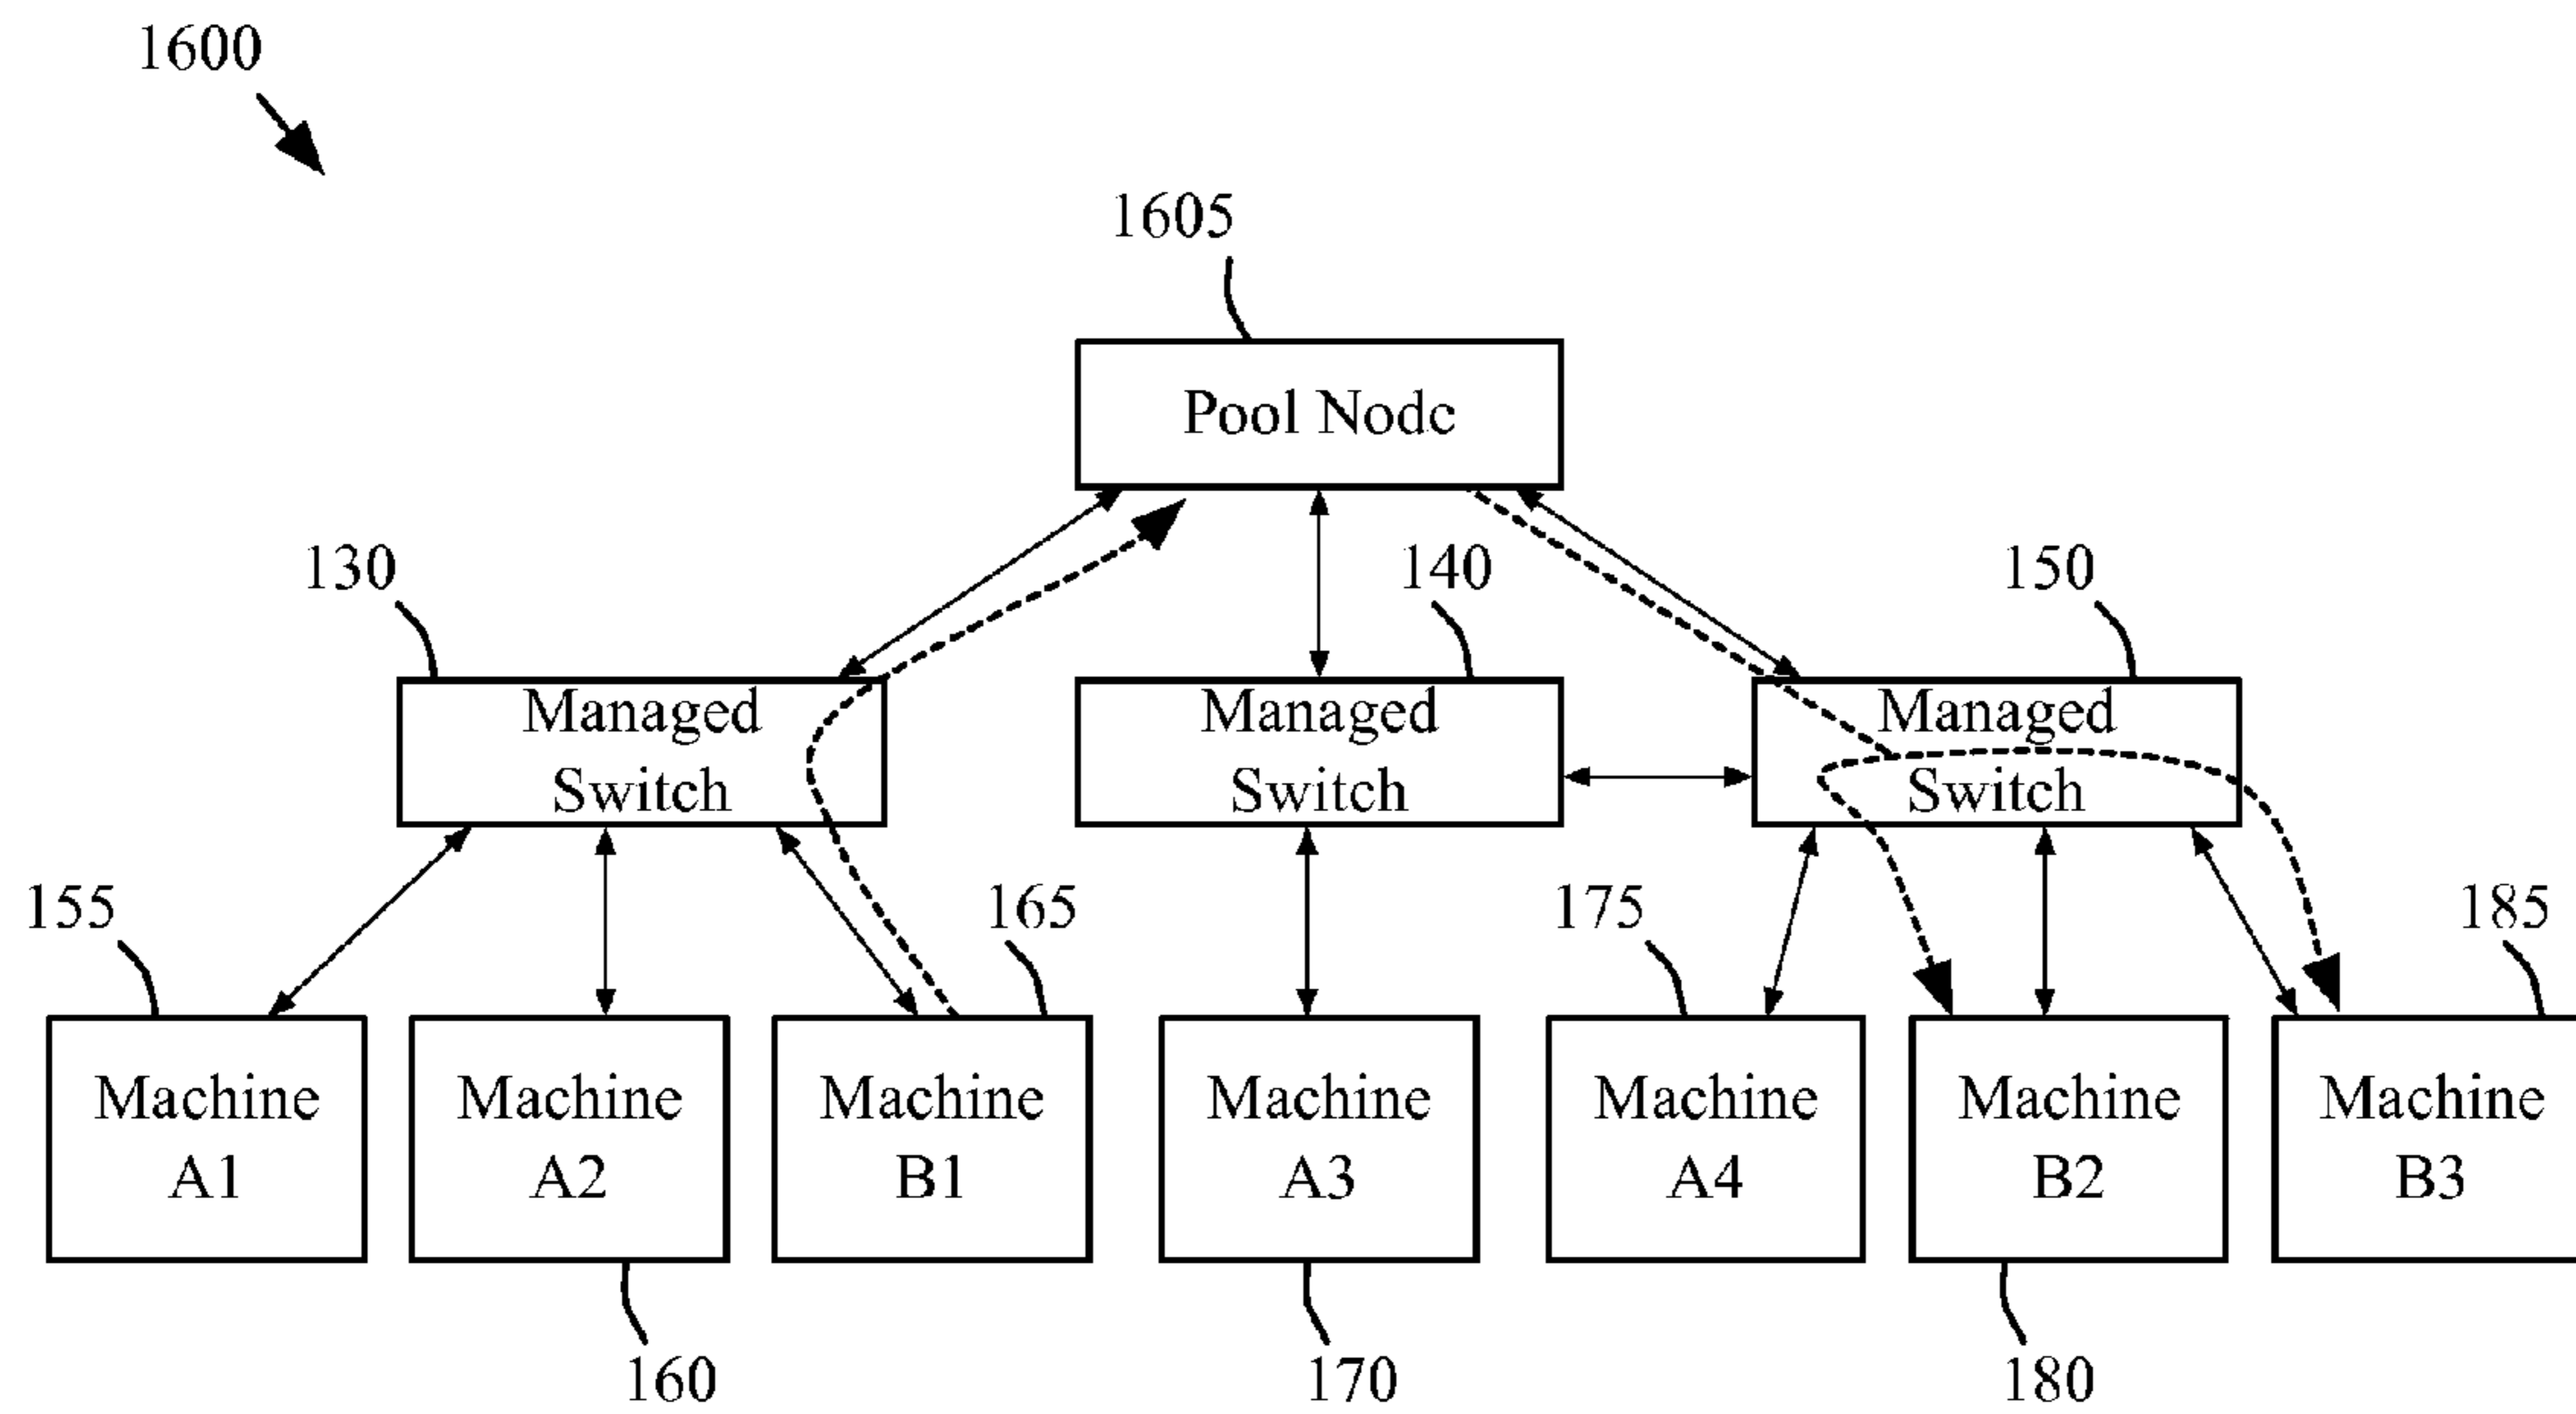 1600
1605
Pool Node
130
140
150
Managed
Switch
Managed
Switch
Managed
Switch
155
165
175
185
Machine
A1
Machine
A2
Machine
B1
Machine
A3
Machine
A4
Machine
B2
Machine
B3
160
170
180